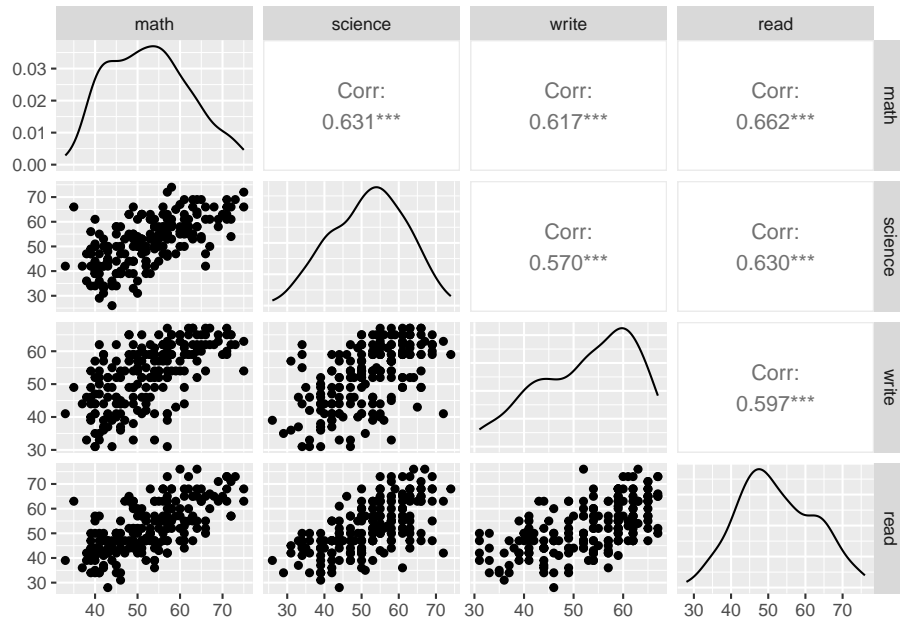 math science write read
0.03
0.02
0.01
0.00
Corr:
0.631***
Corr:
0.617***
Corr:
0.662***
math
70
60
50
40
30
Corr:
0.570***
Corr:
0.630***
science
60
50
40
30
Corr:
0.597***
write
70
60
50
40
30
read
40 50 60 70
30 40 50 60 70
30 40 50 60
30 40 50 60 70